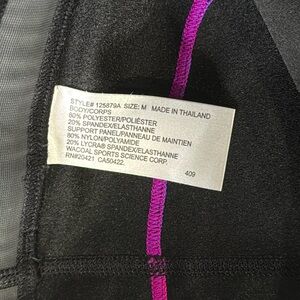 STYLE# 125879A SIZE: M MADE IN THAILAND
BODY/CORPS
80% POLYESTER/POLIÉSTER
20% SPANDEX/ELASTHANNE
SUPPORT PANEL/PANNEAU DE MAINTIEN
80% NYLON/POLYAMIDE
20% LYCRA® SPANDEX/ELASTHANNE
WACOAL SPORTS SCIENCE CORP.
RN#20421 CA50422.
409